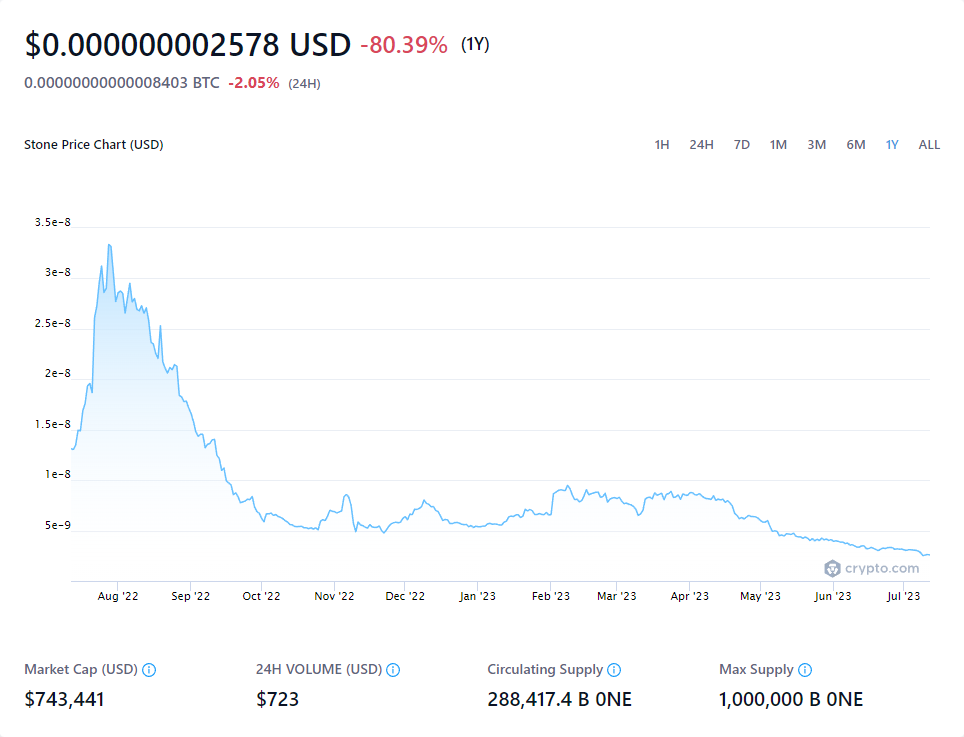 $0.000000002578 USD -80.39% (1Y)
0.00000000000008403 BTC -2.05% (24H)
Stone Price Chart (USD) 1H 24H 7D 1M 3M 6M 1Y ALL
3.5e-8
3e-8
2.5e-8
2e-8
1.5e-8
1e-8
5e-9
crypto.com
Aug '22 Sep '22 Oct '22 Nov '22 Dec '22 Jan '23 Feb '23 Mar '23 Apr '23 May '23 Jun '23 Jul '23
Market Cap (USD) 24H VOLUME (USD) Circulating Supply Max Supply
$743,441 $723 288,417.4 B 0NE 1,000,000 B 0NE